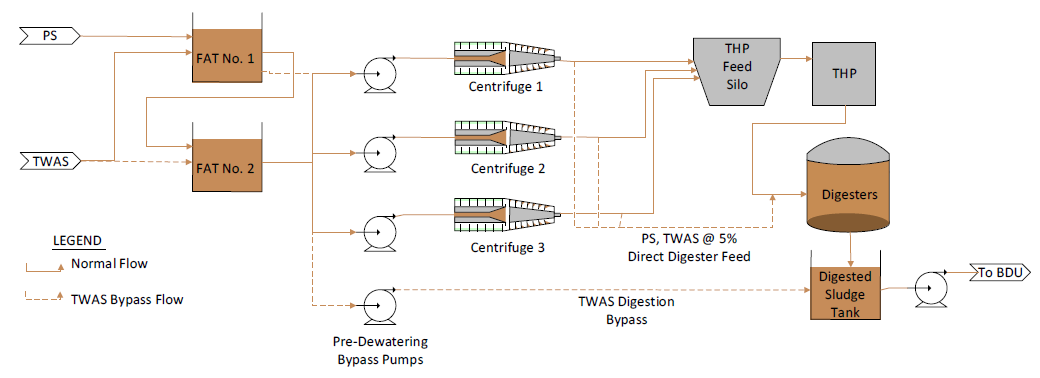 PS
FAT No. 1
TWAS
FAT No. 2
Centrifuge 1
Centrifuge 2
Centrifuge 3
THP
Feed
Silo
THP
Digesters
PS, TWAS @ 5%
Direct Digester Feed
LEGEND
Normal Flow
TWAS Bypass Flow
Pre-Dewatering
Bypass Pumps
TWAS Digestion
Bypass
Digested
Sludge
Tank
To BDU